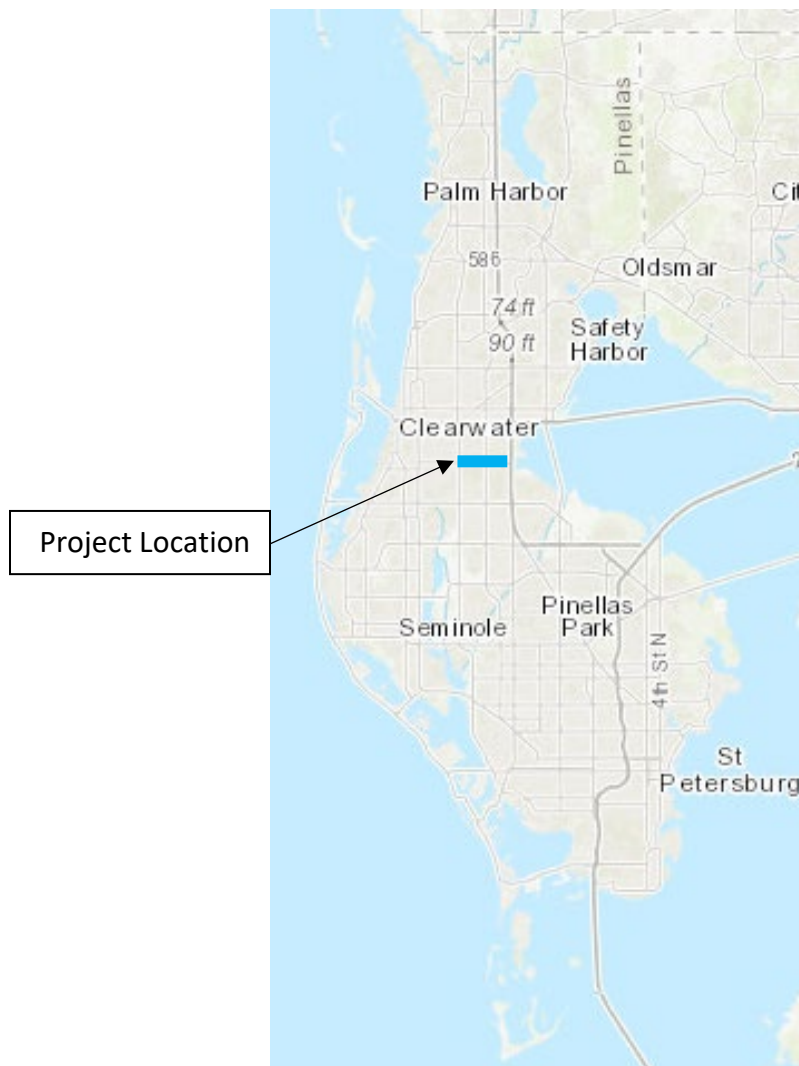 Pinellas
Palm Harbor
Cit
586
Oldsmar
74 ft
Safety
Harbor
90 ft
Clearwater
Project Location
Pinellas
Park
Seminole
4th St N
St
Petersburg